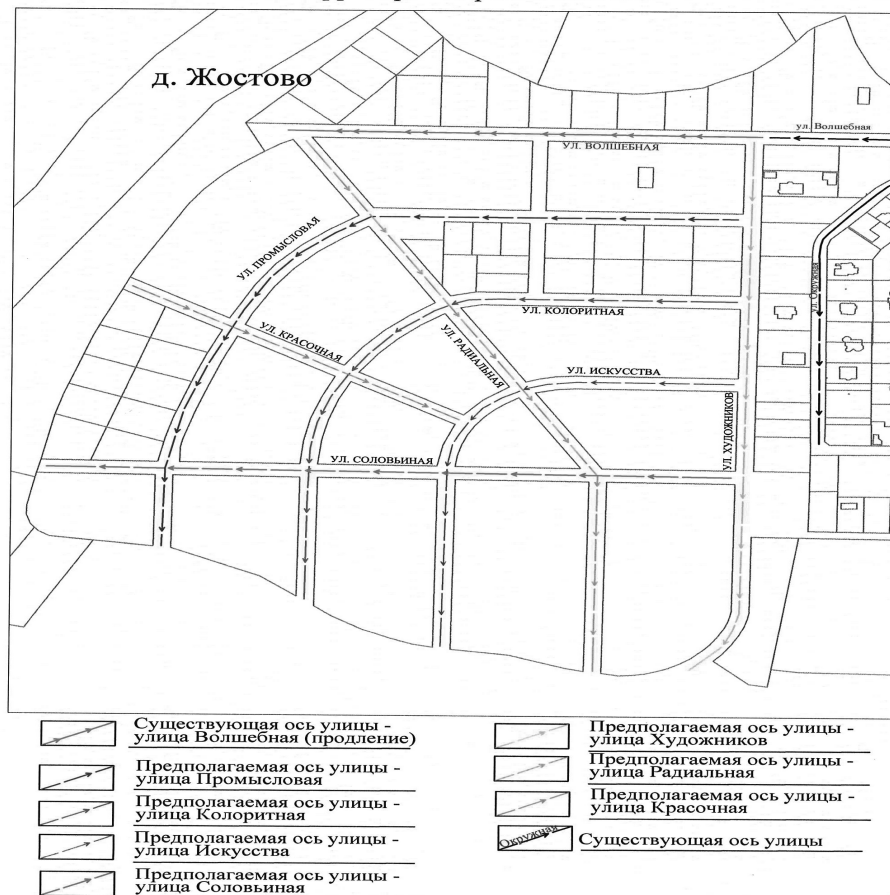 д. Жостово
ул. Волшебная
УЛ. ВОЛШЕБНАЯ
УЛ. ПРОМЫСЛОВАЯ
ул. Окружная
УЛ. КОЛОРИТНАЯ
УЛ. КРАСОЧНАЯ
УЛ. РАДИАЛЬНАЯ
УЛ. ИСКУССТВА
УЛ. ХУДОЖНИКОВ
УЛ. СОЛОВЬИНАЯ
Существующая ось улицы -
улица Волшебная (продление)
Предполагаемая ось улицы -
улица Промысловая
Предполагаемая ось улицы -
улица Колоритная
Предполагаемая ось улицы -
улица Искусства
Предполагаемая ось улицы -
улица Соловьиная
Предполагаемая ось улицы -
улица Художников
Предполагаемая ось улицы -
улица Радиальная
Предполагаемая ось улицы -
улица Красочная
Окружная
Существующая ось улицы